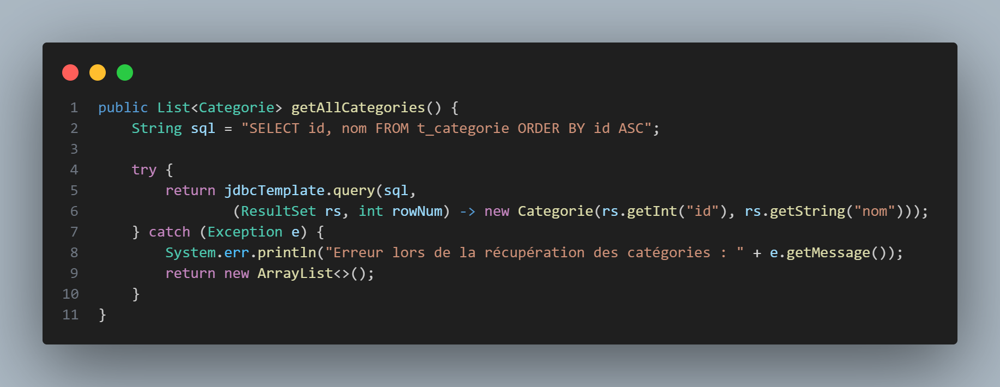 1 public List<Categorie> getAllCategories() {
2     String sql = "SELECT id, nom FROM t_categorie ORDER BY id ASC";
3
4     try {
5         return jdbcTemplate.query(sql,
6                 (ResultSet rs, int rowNum) -> new Categorie(rs.getInt("id"), rs.getString("nom")));
7     } catch (Exception e) {
8         System.err.println("Erreur lors de la récupération des catégories : " + e.getMessage());
9         return new ArrayList<>();
10     }
11 }